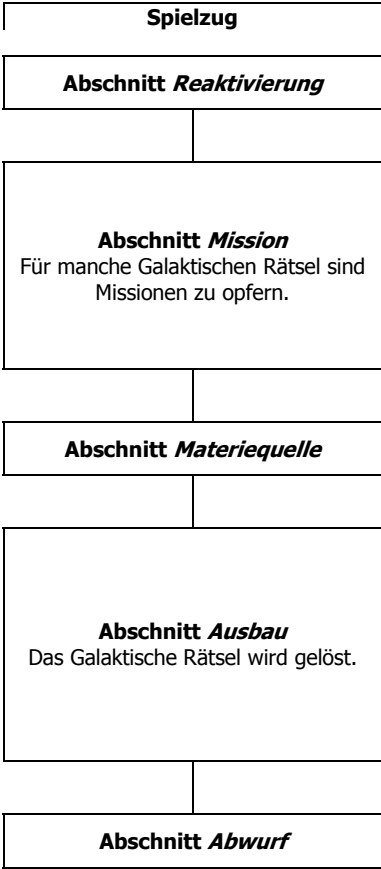 Spielzug
Abschnitt Reaktivierung
Abschnitt Mission
Für manche Galaktischen Rätsel sind
Missionen zu opfern.
Abschnitt Materiequelle
Abschnitt Ausbau
Das Galaktische Rätsel wird gelöst.
Abschnitt Abwurf